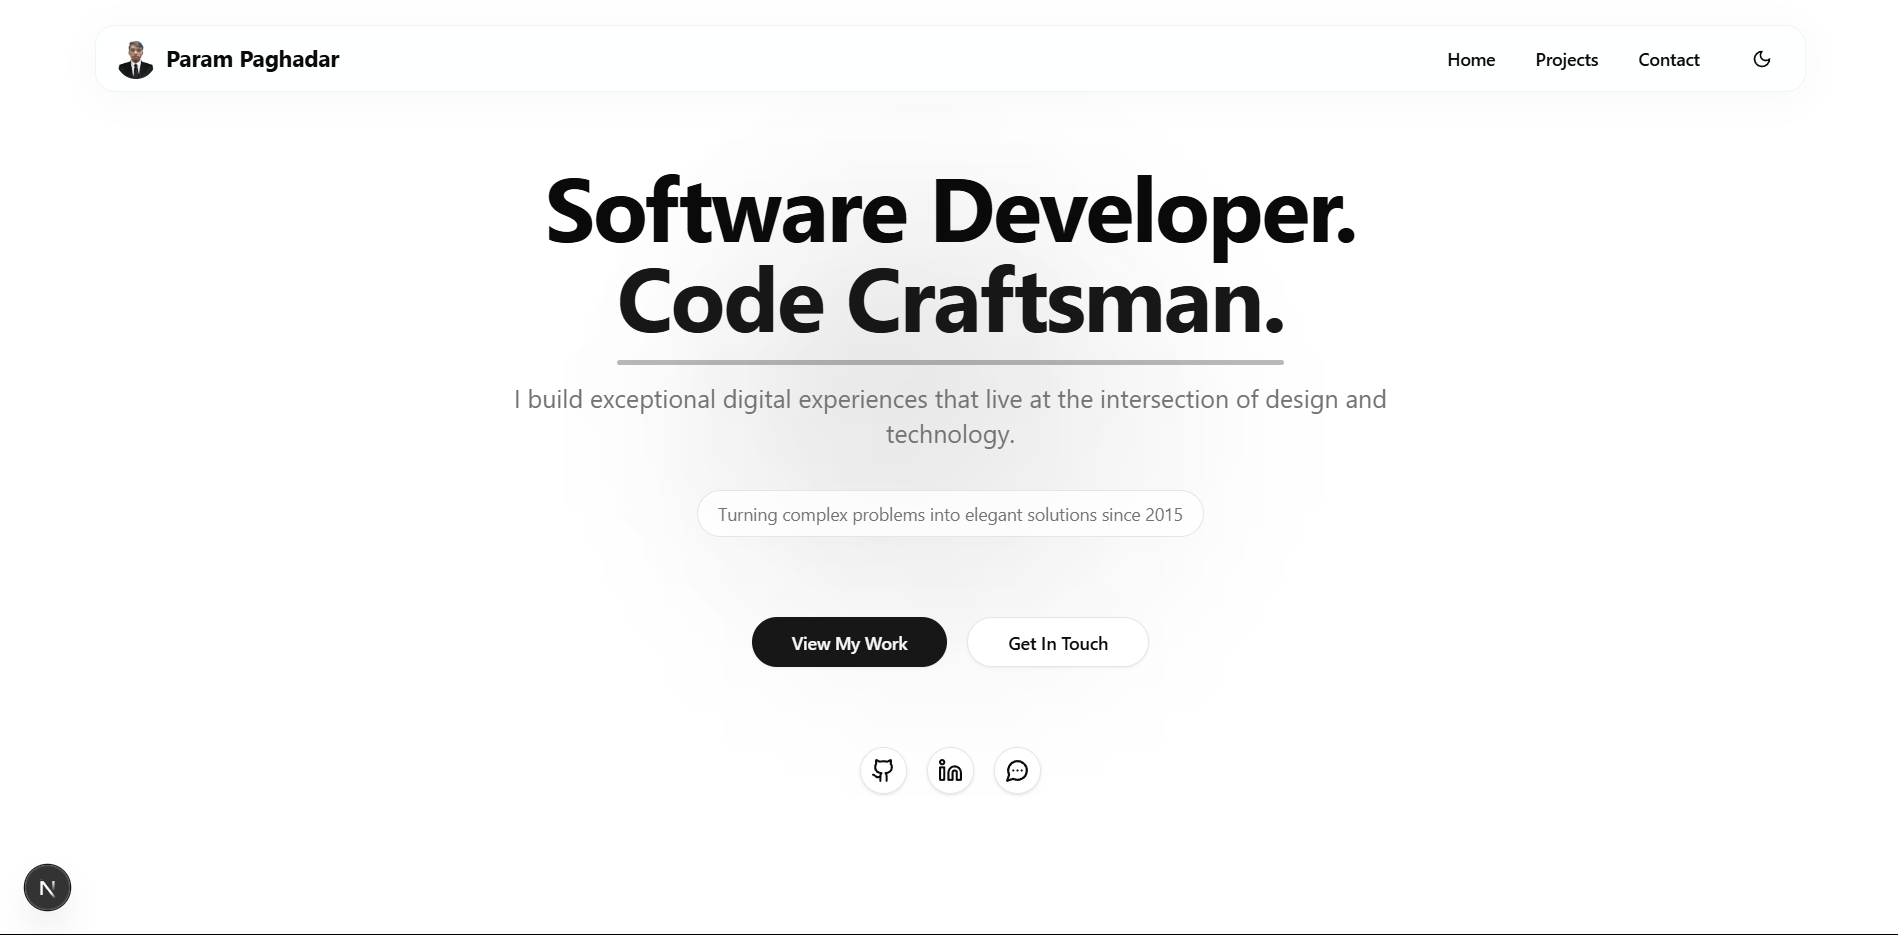 Param Paghadar
Home
Projects
Contact
Software Developer.
Code Craftsman.
I build exceptional digital experiences that live at the intersection of design and
technology.
Turning complex problems into elegant solutions since 2015
View My Work
Get In Touch
in
N